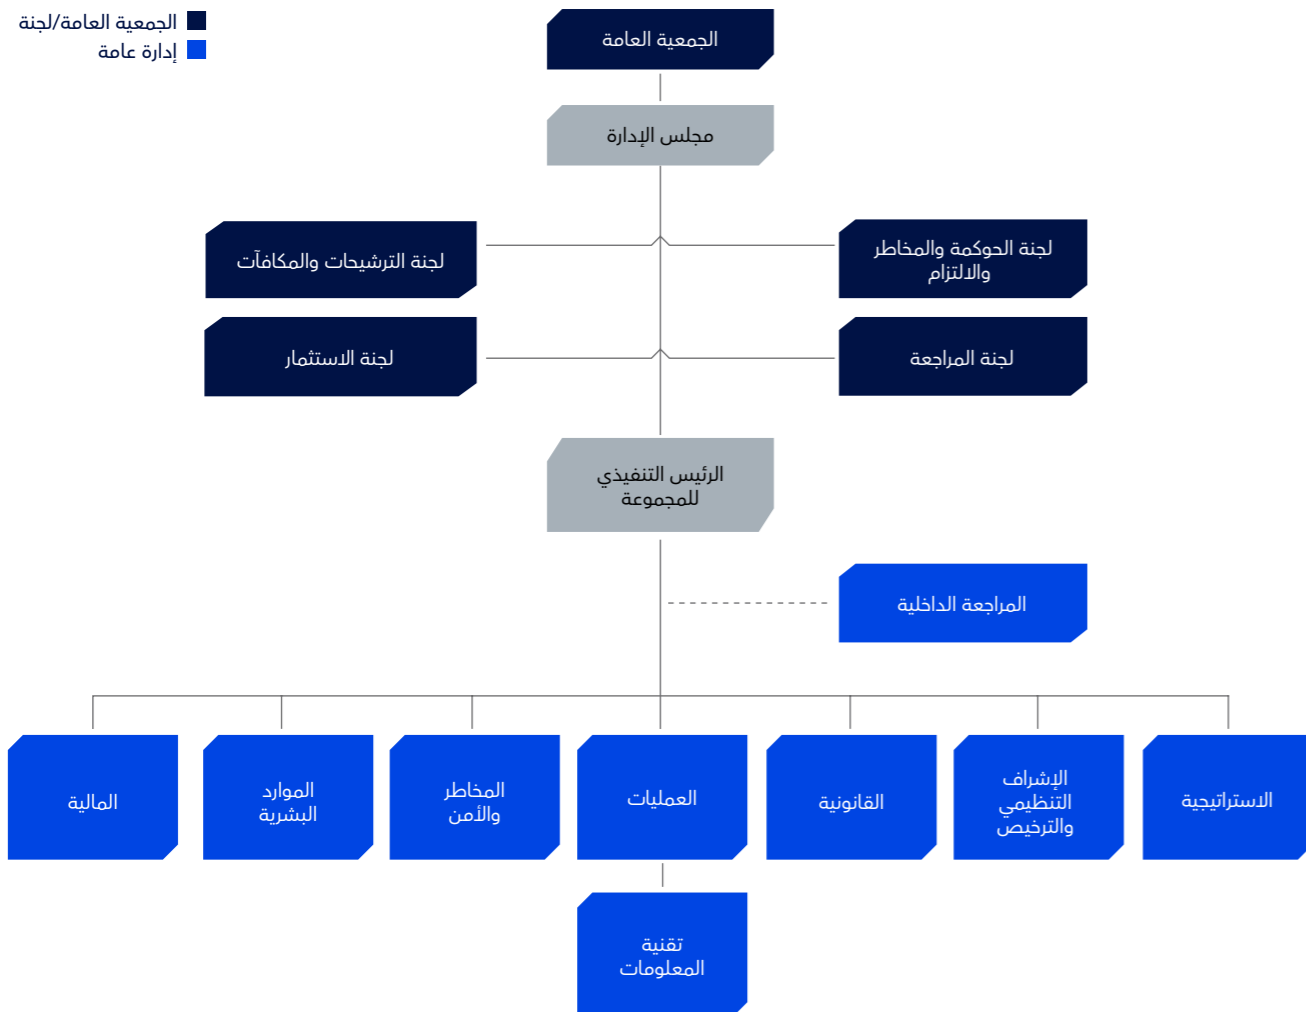 الجمعية العامة/لجنة
إدارة عامة
الجمعية العامة
مجلس الإدارة
لجنة الحوكمة والمخاطر
والالتزام
لجنة الترشيحات والمكافآت
لجنة المراجعة
لجنة الاستثمار
الرئيس التنفيذي
للمجموعة
المراجعة الداخلية
الاستراتيجية
الإشراف
التنظيمي
والترخيص
القانونية
العمليات
المخاطر
والأمن
الموارد
البشرية
المالية
تقنية
المعلومات